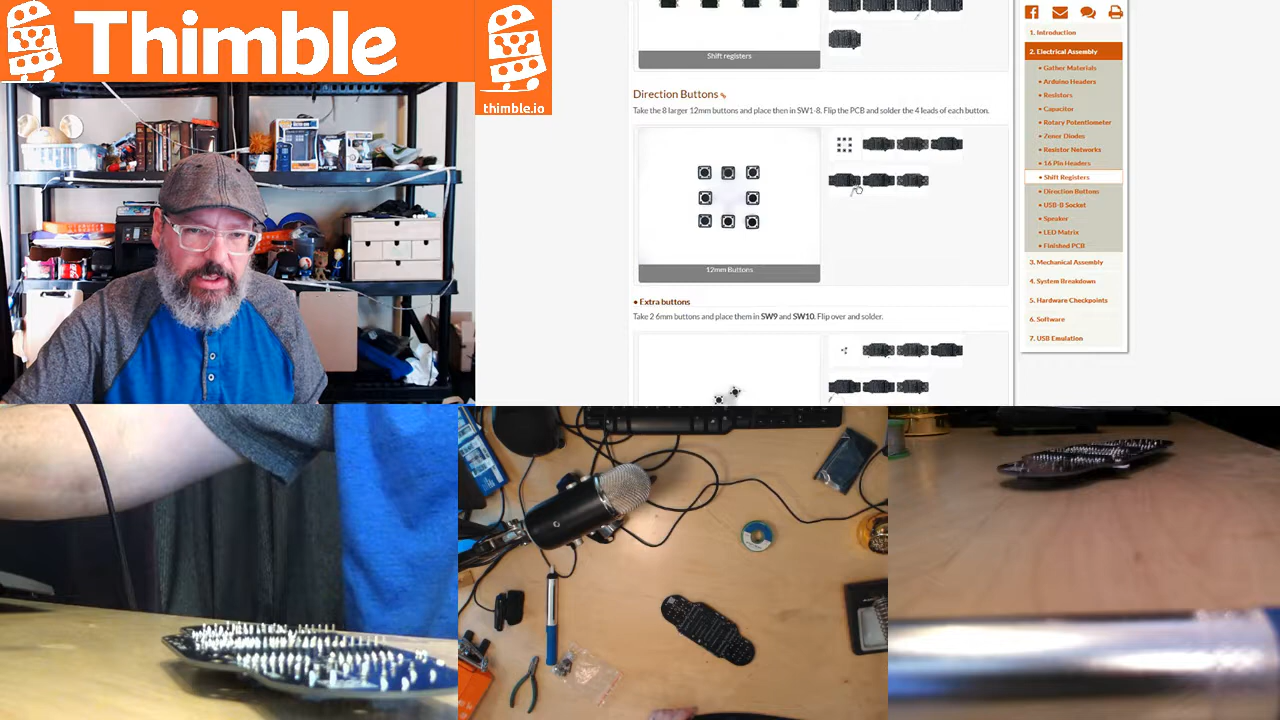 Thimble
thimble.io
Shift registers
Direction Buttons
Take the 8 larger 12mm buttons and place then in SW1-8. Flip the PCB and solder the 4 leads of each button.
12mm Buttons
• Extra buttons
Take 2 6mm buttons and place them in SW9 and SW10. Flip over and solder.
1. Introduction
2. Electrical Assembly
• Gather Materials
• Arduino Headers
• Resistors
• Capacitor
• Rotary Potentiometer
• Zener Diodes
• Resistor Networks
• 16 Pin Headers
• Shift Registers
• Direction Buttons
• USB-B Socket
• Speaker
• LED Matrix
• Finished PCB
3. Mechanical Assembly
4. System Breakdown
5. Hardware Checkpoints
6. Software
7. USB Emulation